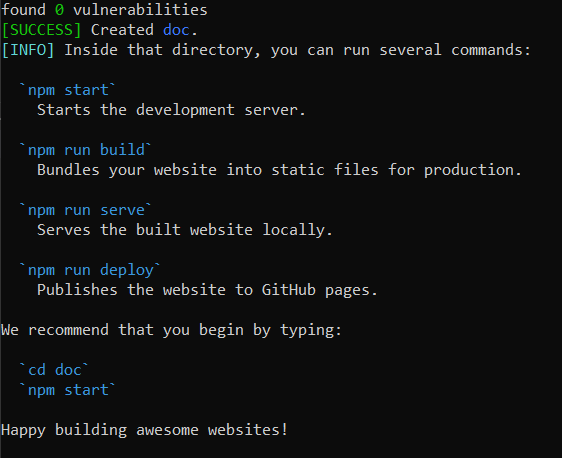 found 0 vulnerabilities
[SUCCESS] Created doc.
[INFO] Inside that directory, you can run several commands:
`npm start`
Starts the development server.
`npm run build`
Bundles your website into static files for production.
`npm run serve`
Serves the built website locally.
`npm run deploy`
Publishes the website to GitHub pages.
We recommend that you begin by typing:
`cd doc`
`npm start`
Happy building awesome websites!